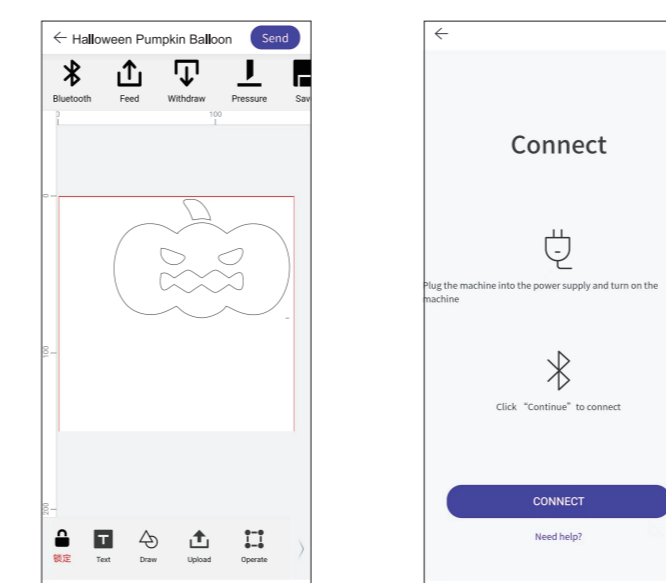 Halloween Pumpkin Balloon
Send
Bluetooth Feed Withdraw Pressure Sav
0 100
0
100
200
锁定 Text Draw Upload Operate
Connect
Plug the machine into the power supply and turn on the
machine
Click “Continue” to connect
CONNECT
Need help?